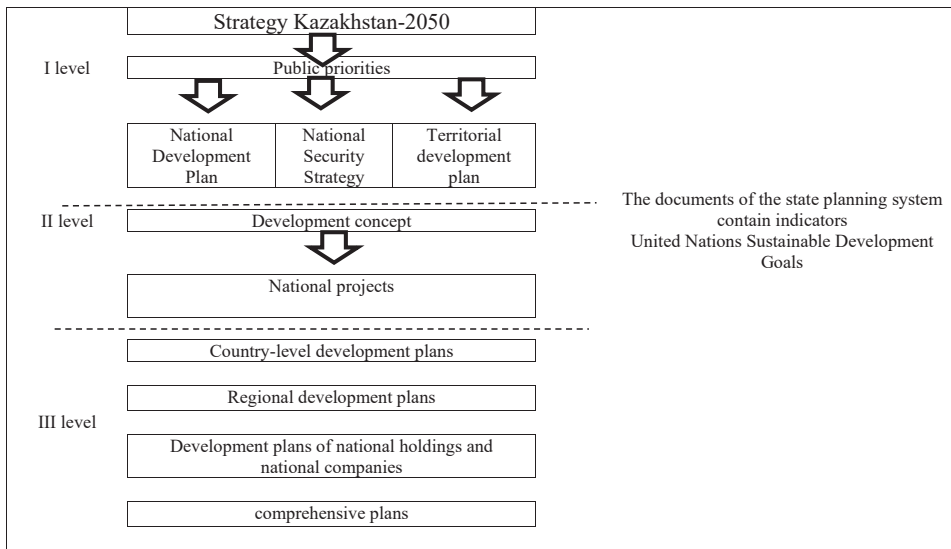 Strategy Kazakhstan-2050
I level
Public priorities
National
Development
Plan
National
Security
Strategy
Territorial
development
plan
II level
Development concept
The documents of the state planning system
contain indicators
United Nations Sustainable Development
Goals
National projects
Country-level development plans
Regional development plans
III level
Development plans of national holdings and
national companies
comprehensive plans